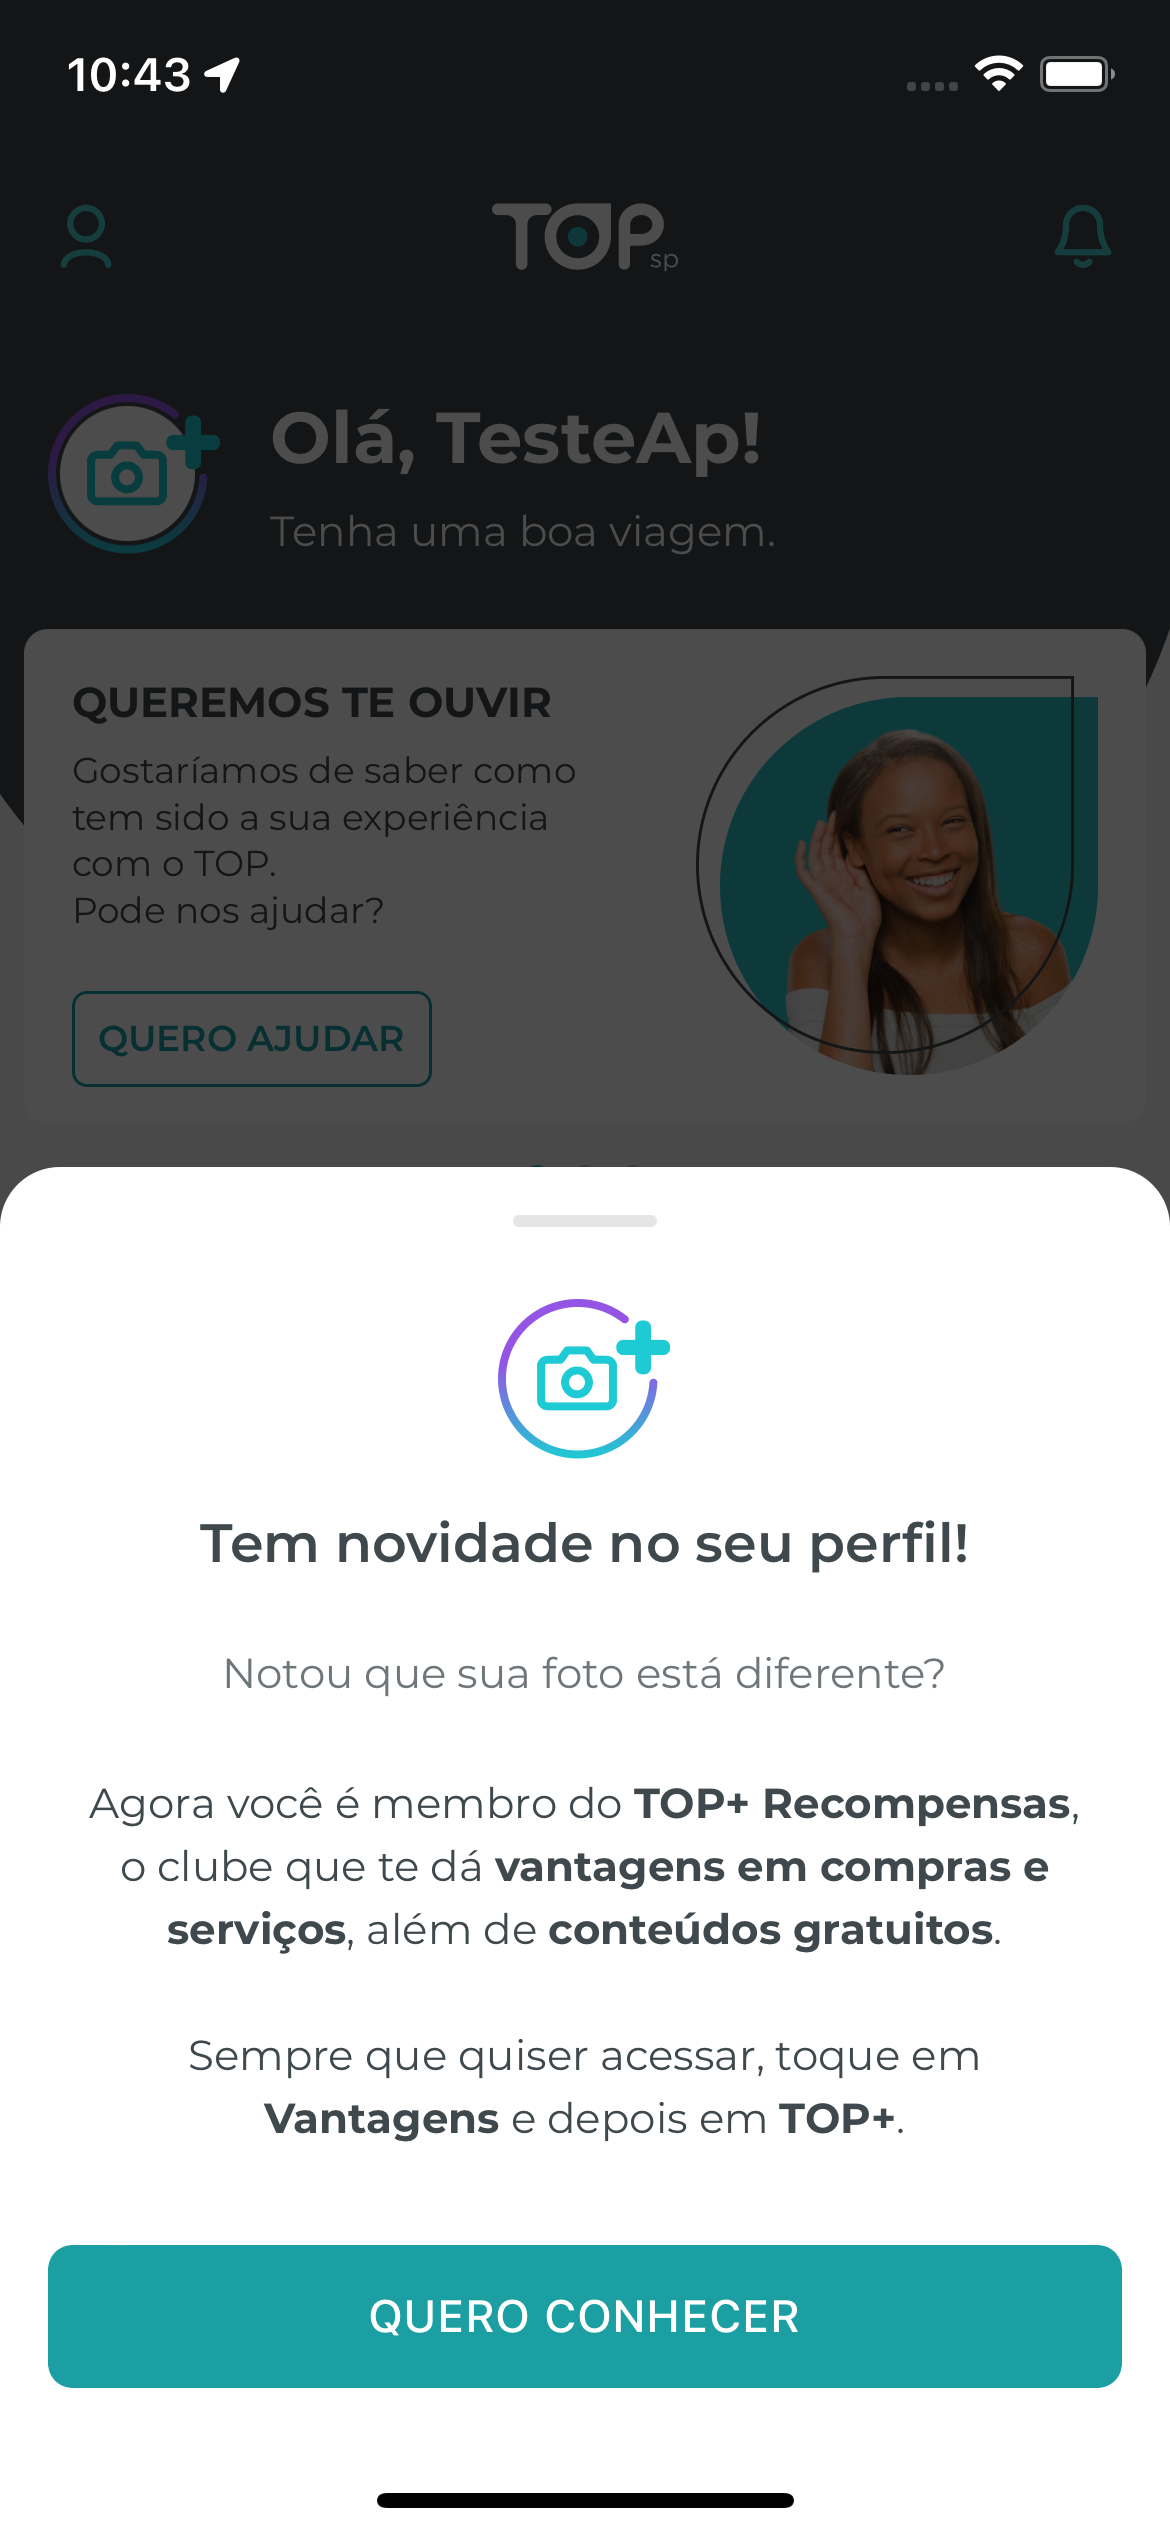 10:43
TOP
sp
Olá, TesteAp!
Tenha uma boa viagem.
QUEREMOS TE OUVIR
Gostaríamos de saber como
tem sido a sua experiência
com o TOP.
Pode nos ajudar?
QUERO AJUDAR
Tem novidade no seu perfil!
Notou que sua foto está diferente?
Agora você é membro do TOP+ Recompensas,
o clube que te dá vantagens em compras e
serviços, além de conteúdos gratuitos.
Sempre que quiser acessar, toque em
Vantagens e depois em TOP+.
QUERO CONHECER